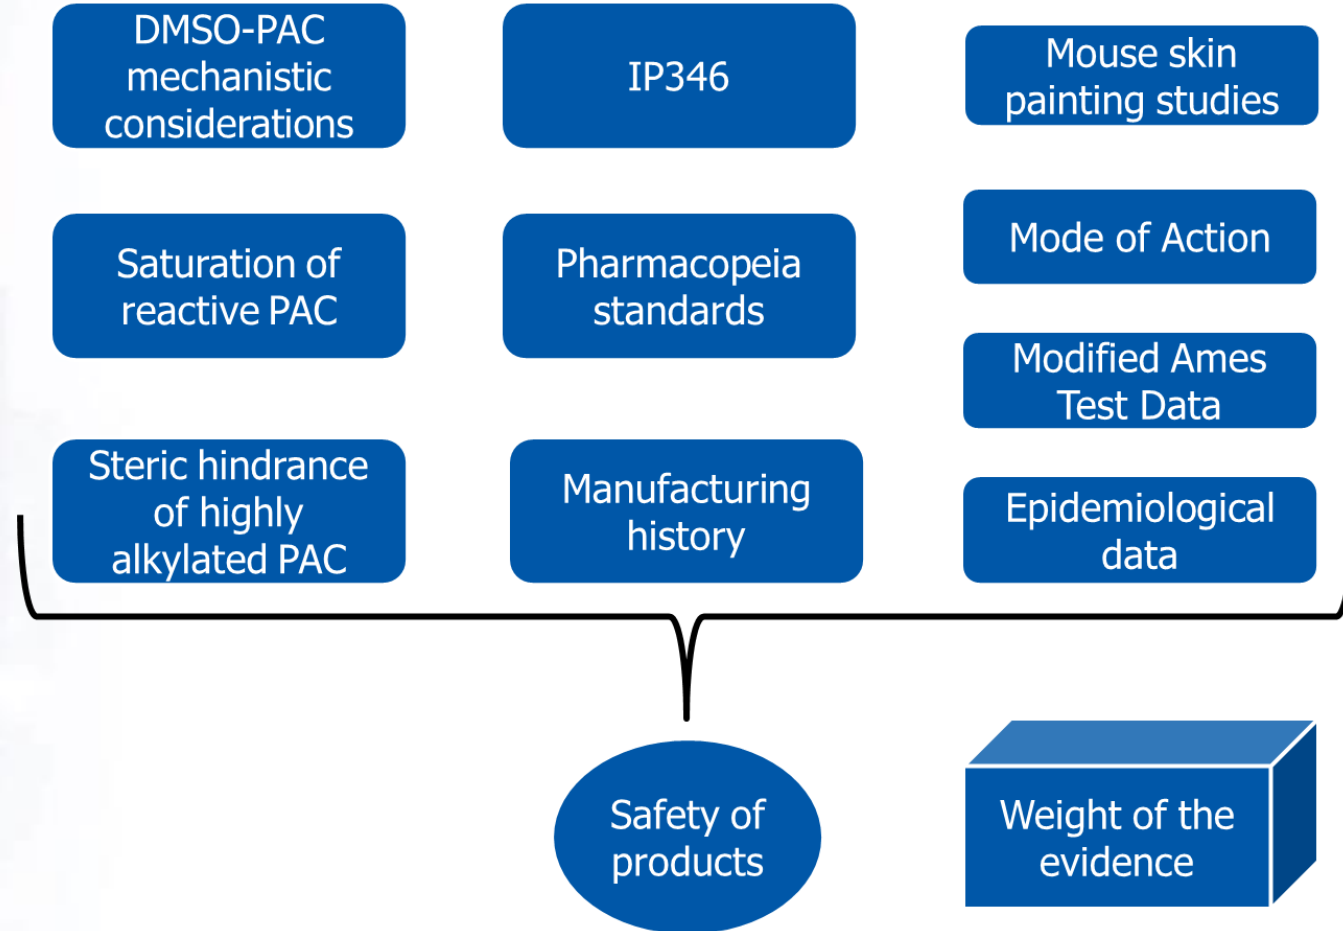 DMSO-PAC
mechanistic
considerations
IP346
Mouse skin
painting studies
Saturation of
reactive PAC
Pharmacopeia
standards
Mode of Action
Modified Ames
Test Data
Steric hindrance
of highly
alkylated PAC
Manufacturing
history
Epidemiological
data
Safety of
products
Weight of the
evidence